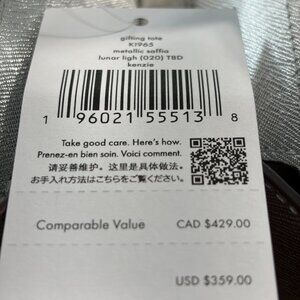 gifting tote
K1965
metallic saffia
lunar ligh (020) TBD
kenzie
1 96021 55513 8
Take good care. Here's how.
Prenez-en bien soin. Voici comment.
请妥善维护。这里是具体做法。
お手入れ方法はこちらをご覧ください。
Comparable Value CAD $429.00
USD $359.00